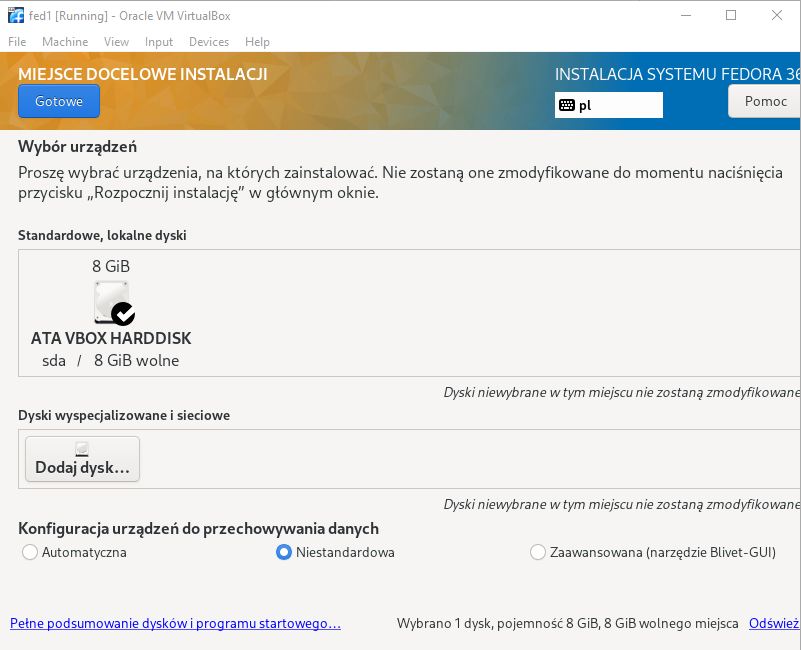 fed1 [Running] - Oracle VM VirtualBox
File Machine View Input Devices Help
MIEJSCE DOCELOWE INSTALACJI
INSTALACJA SYSTEMU FEDORA 36
Gotowe
pl
Pomoc
Wybór urządzeń
Proszę wybrać urządzenia, na których zainstalować. Nie zostaną one zmodyfikowane do momentu naciśnięcia
przycisku „Rozpocznij instalację” w głównym oknie.
Standardowe, lokalne dyski
8 GiB
ATA VBOX HARDDISK
sda / 8 GiB wolne
Dyski niewybrane w tym miejscu nie zostaną zmodyfikowane
Dyski wyspecjalizowane i sieciowe
Dodaj dysk…
Dyski niewybrane w tym miejscu nie zostaną zmodyfikowane
Konfiguracja urządzeń do przechowywania danych
Automatyczna
Niestandardowa
Zaawansowana (narzędzie Blivet-GUI)
Pełne podsumowanie dysków i programu startowego…
Wybrano 1 dysk, pojemność 8 GiB, 8 GiB wolnego miejsca
Odśwież